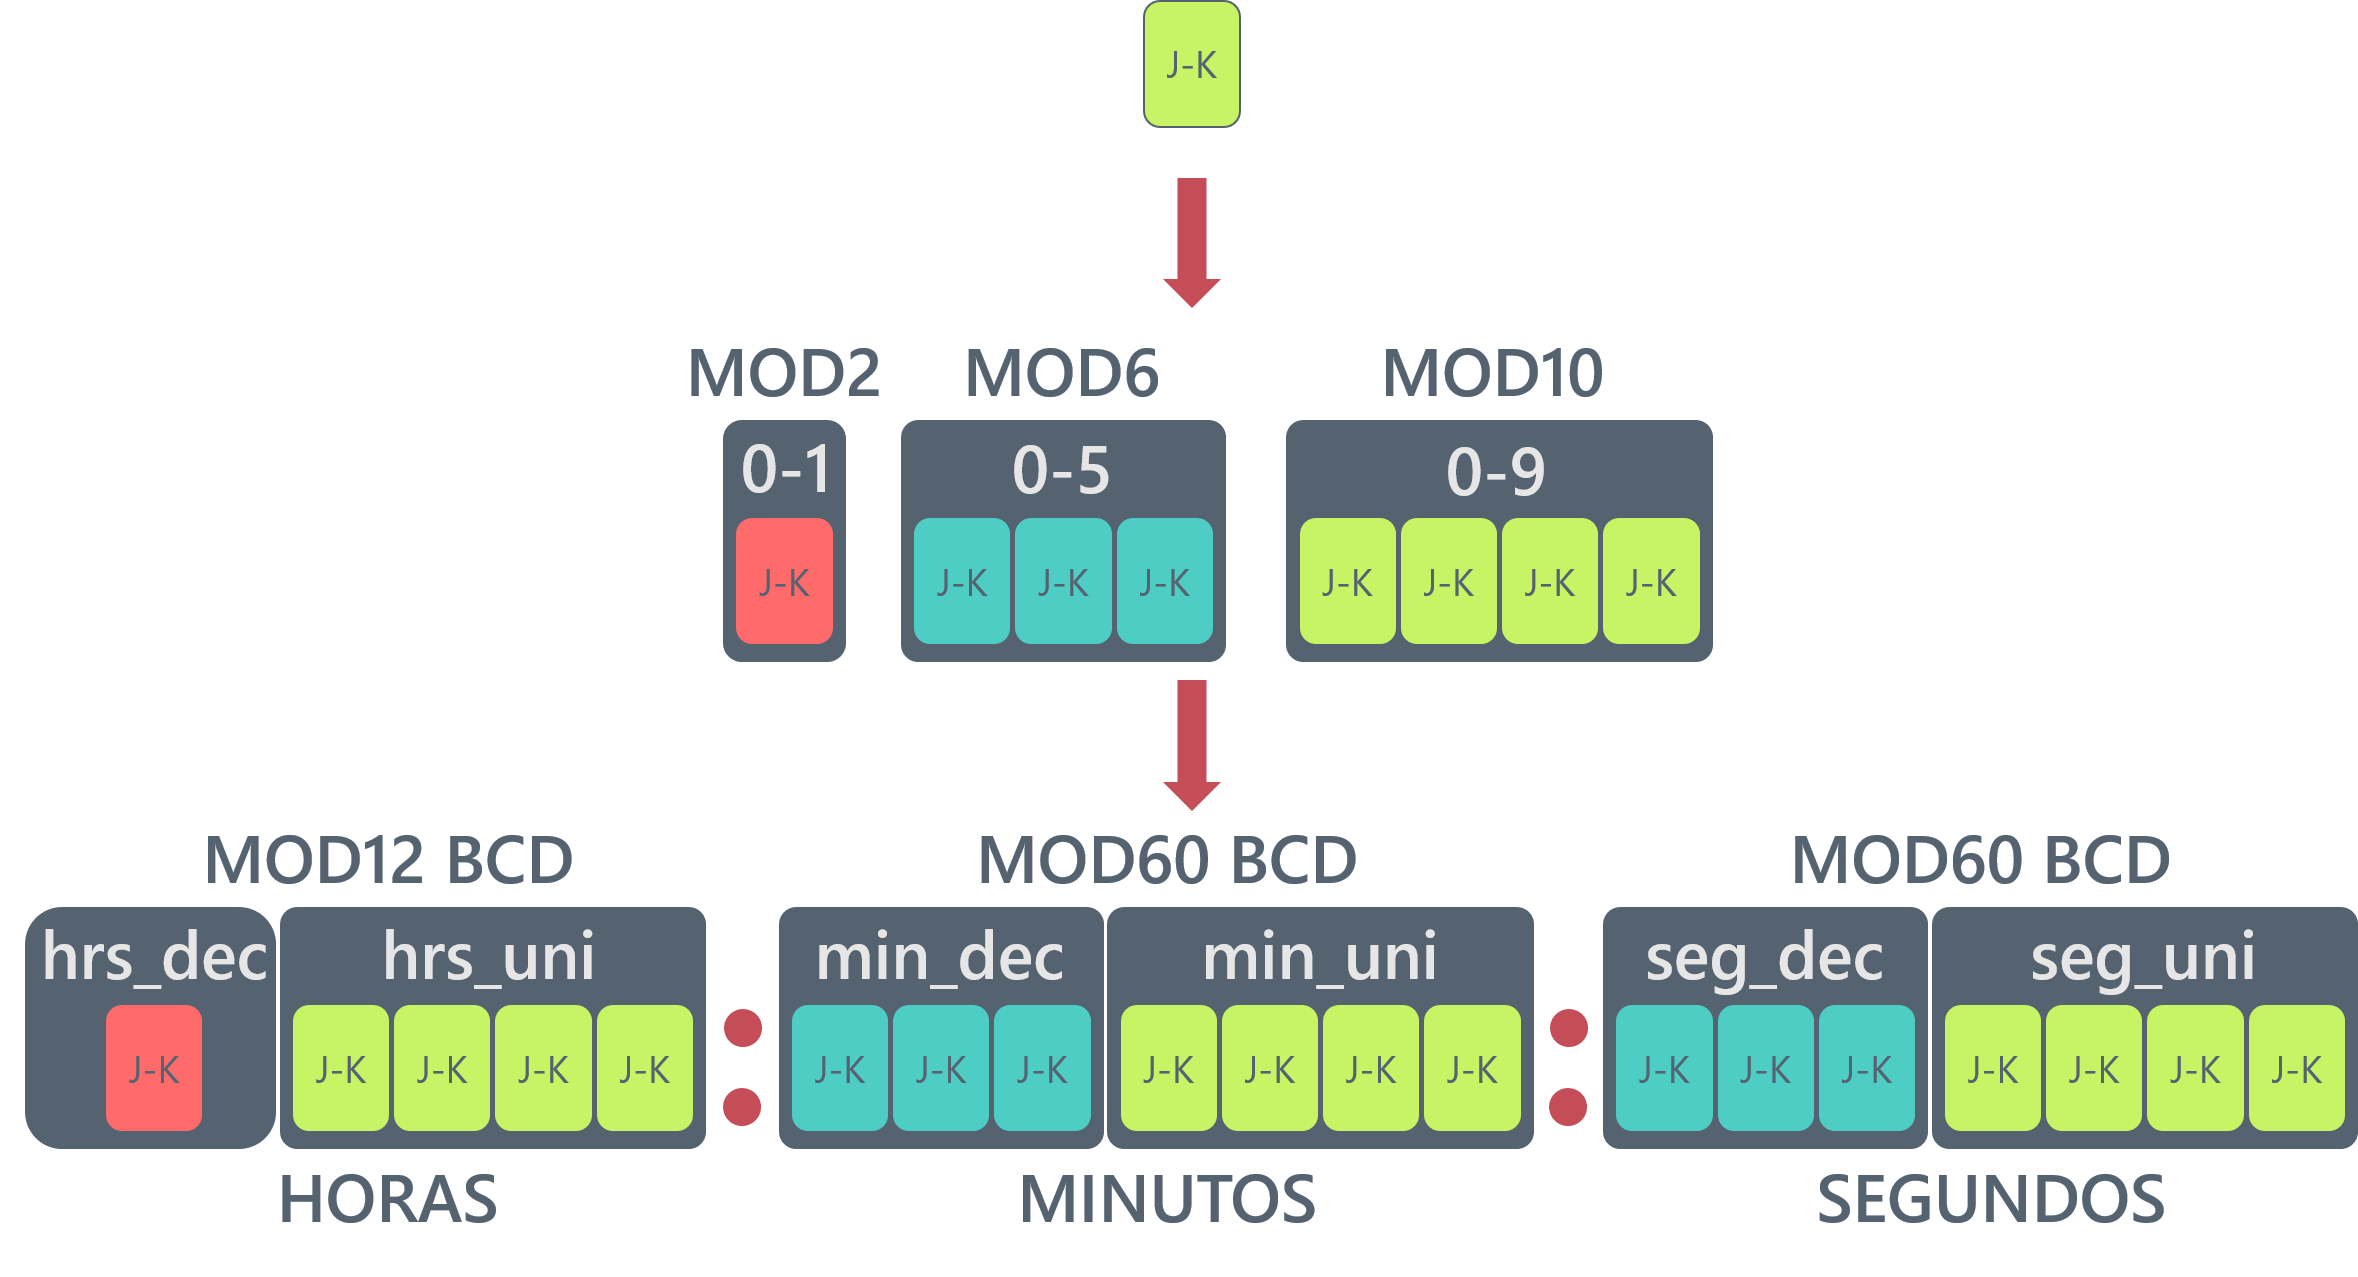 J-K
MOD2 MOD6 MOD10
0-1 0-5 0-9
J-K J-K J-K J-K J-K J-K J-K J-K
MOD12 BCD MOD60 BCD MOD60 BCD
hrs_dec hrs_uni min_dec min_uni seg_dec seg_uni
J-K J-K J-K J-K J-K J-K J-K J-K J-K J-K J-K J-K J-K J-K J-K J-K J-K J-K J-K
HORAS MINUTOS SEGUNDOS